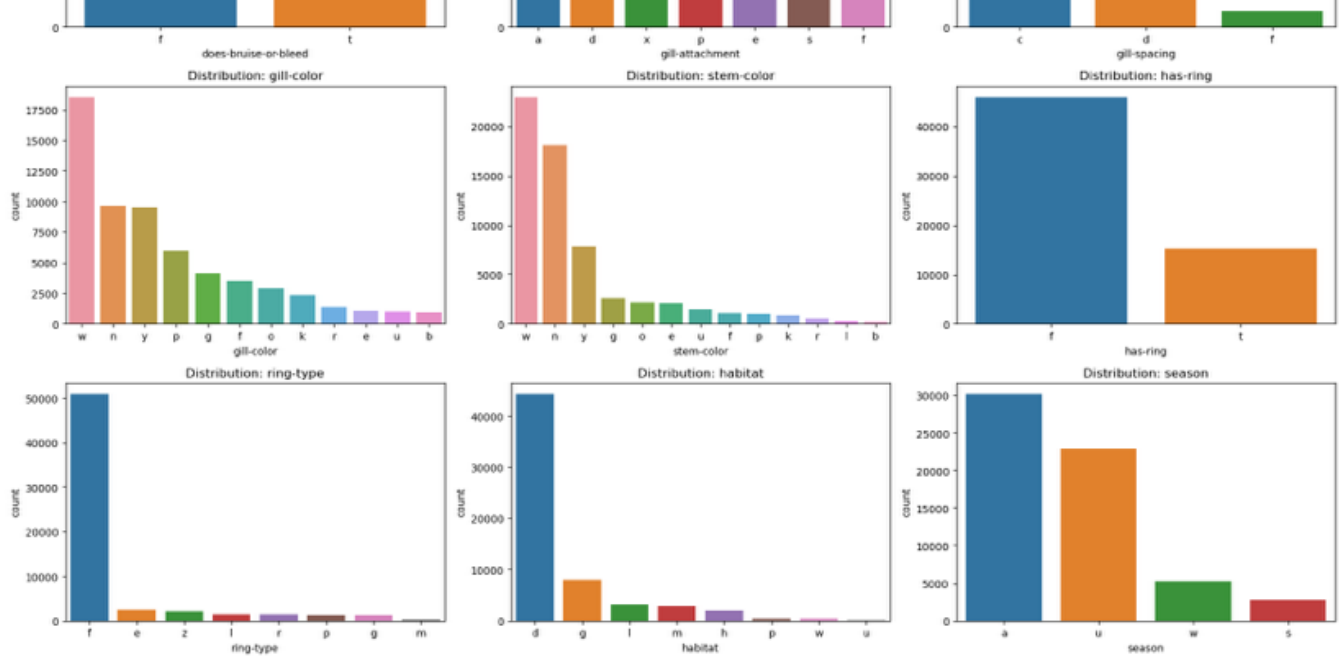 0 0 0
f t a d x p e s f c d f
does-bruise-or-bleed gill-attachment gill-spacing
Distribution: gill-color Distribution: stem-color Distribution: has-ring
17500
15000
12500
10000
7500
5000
2500
0
count
w n y p g f o k r e u b
gill-color
20000
15000
10000
5000
0
count
w n y g o e u f p k r l b
stem-color
40000
30000
20000
10000
0
count
f t
has-ring
Distribution: ring-type Distribution: habitat Distribution: season
50000
40000
30000
20000
10000
0
count
f e z l r p g m
ring-type
40000
30000
20000
10000
0
count
d g l m h p w u
habitat
30000
25000
20000
15000
10000
5000
0
count
a u w s
season